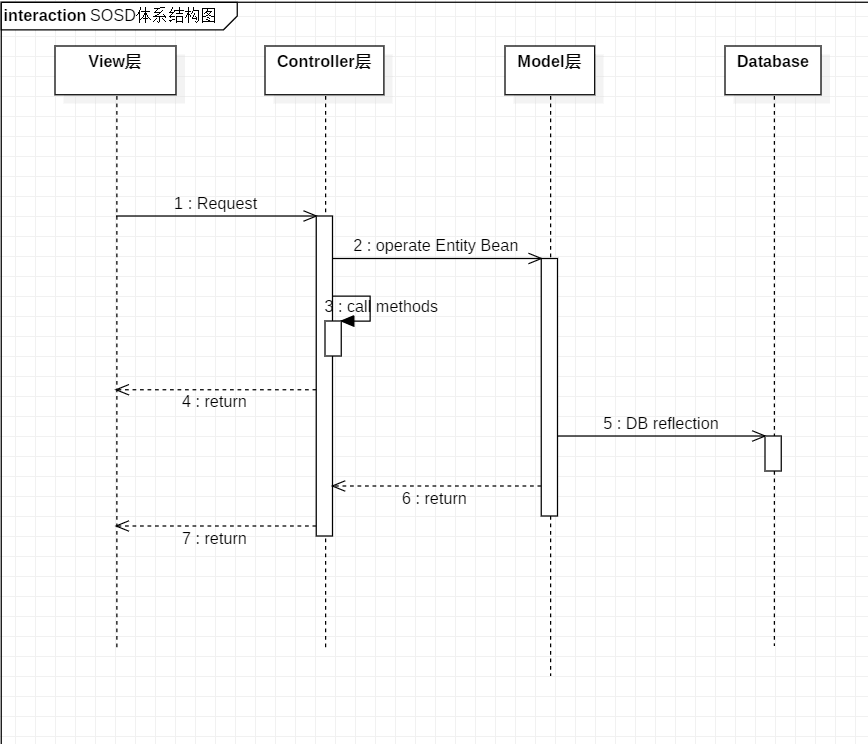 interaction SOSD体系结构图
View层
Controller层
Model层
Database
1 : Request
2 : operate Entity Bean
3 : call methods
4 : return
5 : DB reflection
6 : return
7 : return